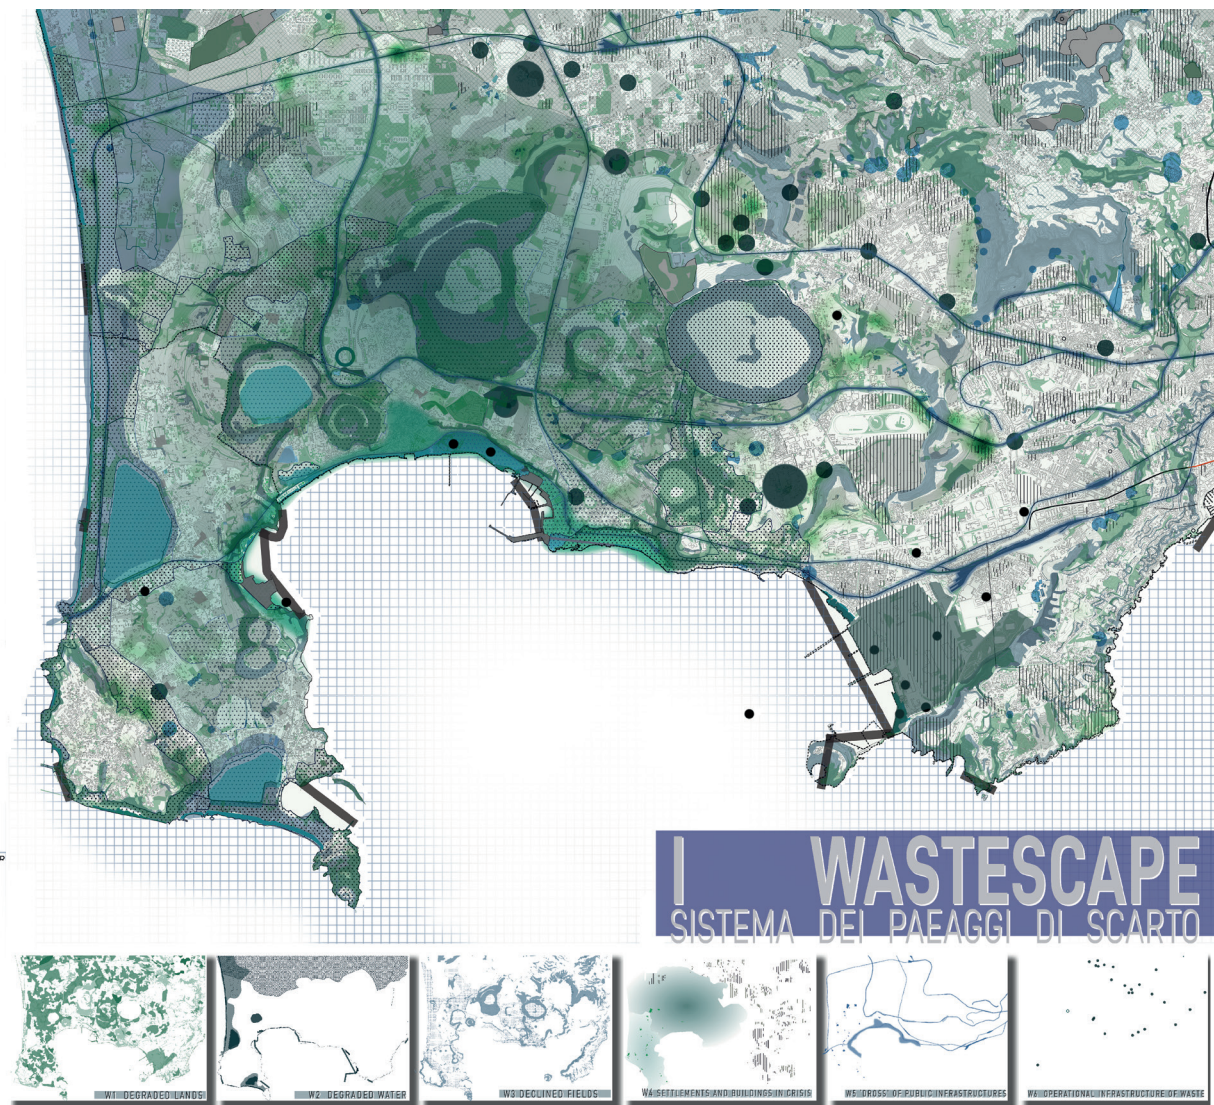 I WASTESCAPE
SISTEMA DEI PAEAGGI DI SCARTO
W1 DEGRADED LANDS
W2 DEGRADED WATER
W3 DECLINED FIELDS
W4 SETTLEMENTS AND BUILDINGS IN CRISIS
W5 CROSS OF PUBLIC INFRASTRUCTURES
W6 OPERATIONAL INFRASTRUCTURE OF WASTE